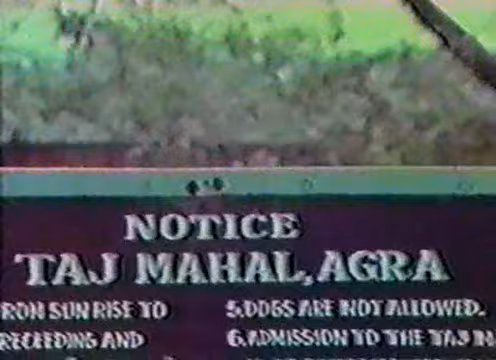 NOTICE
TAJ MAHAL, AGRA
RON SUN RISE TO
5. DOGS ARE NOT ALLOWED.
RECEEDING AND
6. ADMISSION TO THE TAJ IN